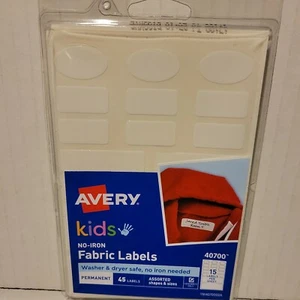 AVERY
kids
NO-IRON
Fabric Labels
40700
Washer & dryer safe, no iron needed
15
PERMANENT
45 LABELS
ASSORTED
shapes & sizes